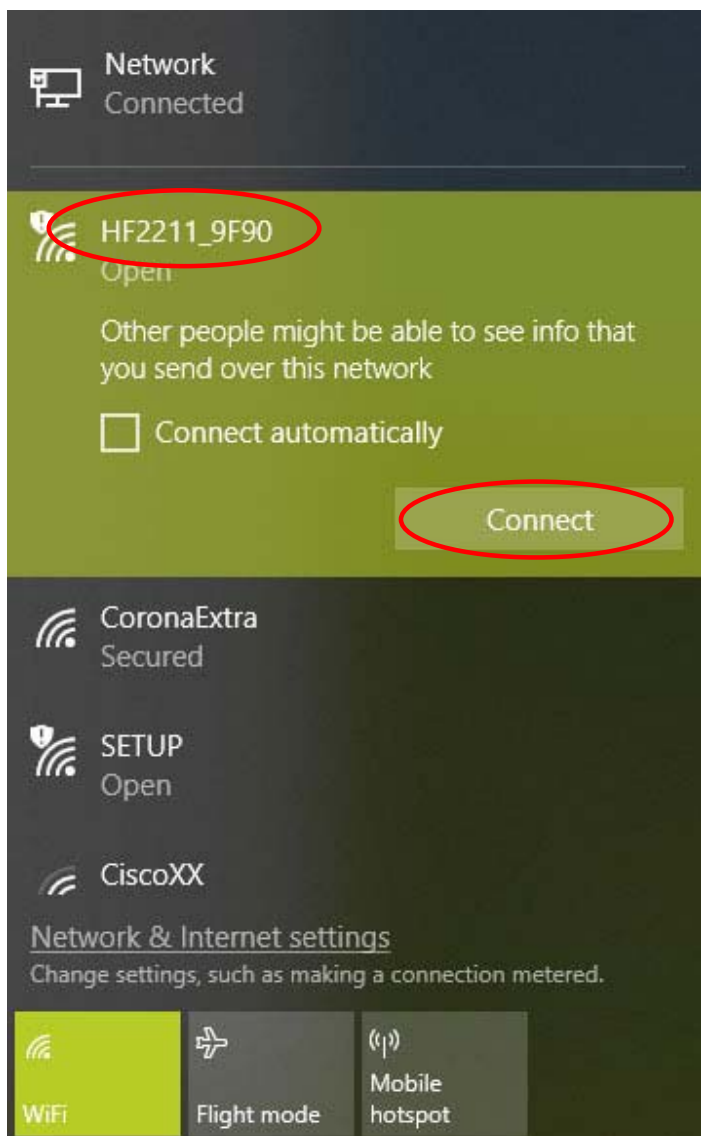 Network
Connected
HF2211_9F90
Open
Other people might be able to see info that
you send over this network
Connect automatically
Connect
CoronaExtra
Secured
SETUP
Open
CiscoXX
Network & Internet settings
Change settings, such as making a connection metered.
WiFi
Flight mode
Mobile
hotspot